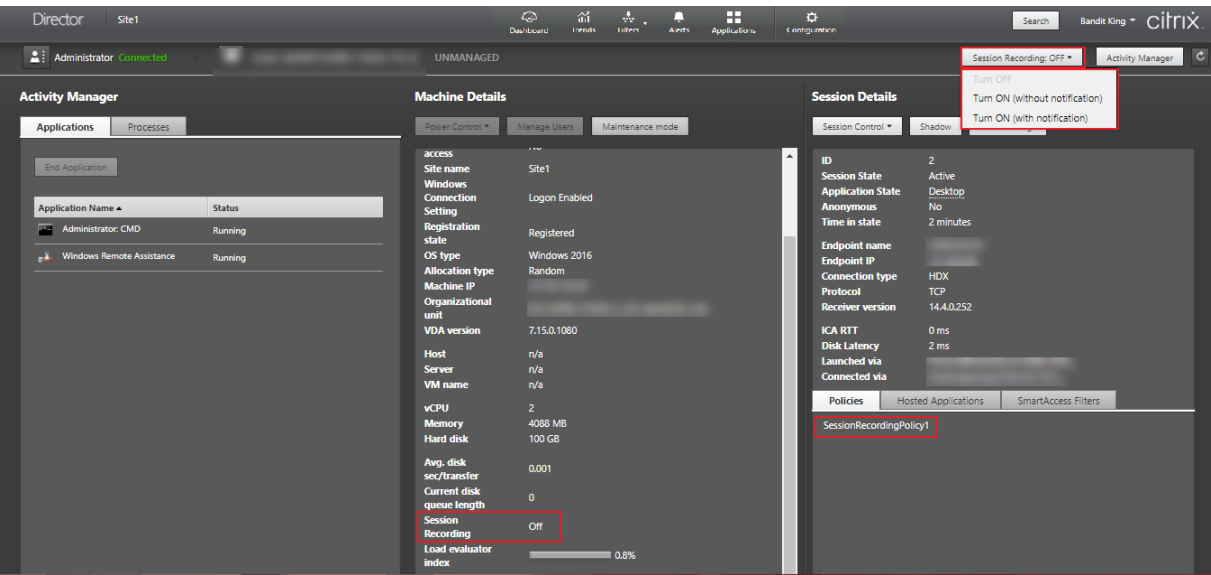 Director Site1
Dashboard Trends Filters Alerts Applications Configuration
Search Bandit King citrix
Administrator Connected UNMANAGED
Session Recording: OFF Activity Manager
Turn OFF
Turn ON (without notification)
Turn ON (with notification)
Activity Manager
Applications Processes
End Application
Application Name Status
Administrator: CMD Running
Windows Remote Assistance Running
Machine Details
Power Control Manage Users Maintenance mode
access
Site name Site1
Windows
Connection Logon Enabled
Setting
Registration
state Registered
OS type Windows 2016
Allocation type Random
Machine IP
Organizational
unit
VDA version 7.15.0.1080
Host n/a
Server n/a
VM name n/a
vCPU 2
Memory 4088 MB
Hard disk 100 GB
Avg. disk
sec/transfer 0.001
Current disk
queue length 0
Session
Recording Off
Load evaluator
index 0.8%
Session Details
Session Control Shadow
ID 2
Session State Active
Application State Desktop
Anonymous No
Time in state 2 minutes
Endpoint name
Endpoint IP
Connection type HDX
Protocol TCP
Receiver version 14.4.0.252
ICA RTT 0 ms
Disk Latency 2 ms
Launched via
Connected via
Policies Hosted Applications SmartAccess Filters
SessionRecordingPolicy1